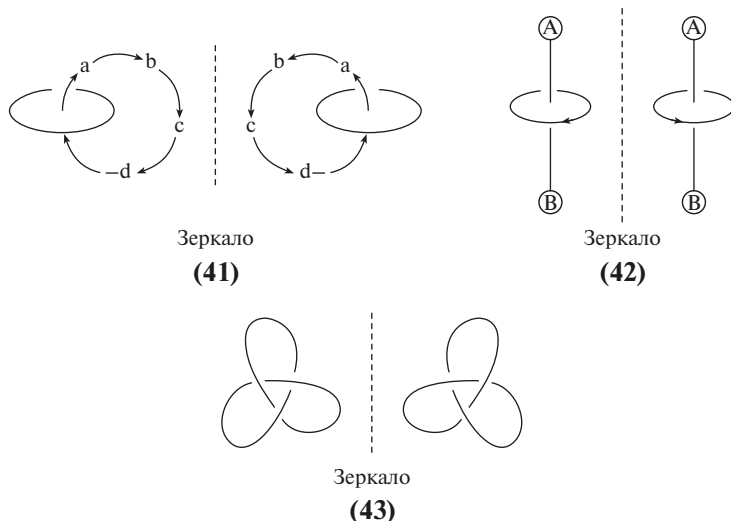 a b b a
c c
–d d–
Зеркало
(41)
A A
B B
Зеркало
(42)
Зеркало
(43)